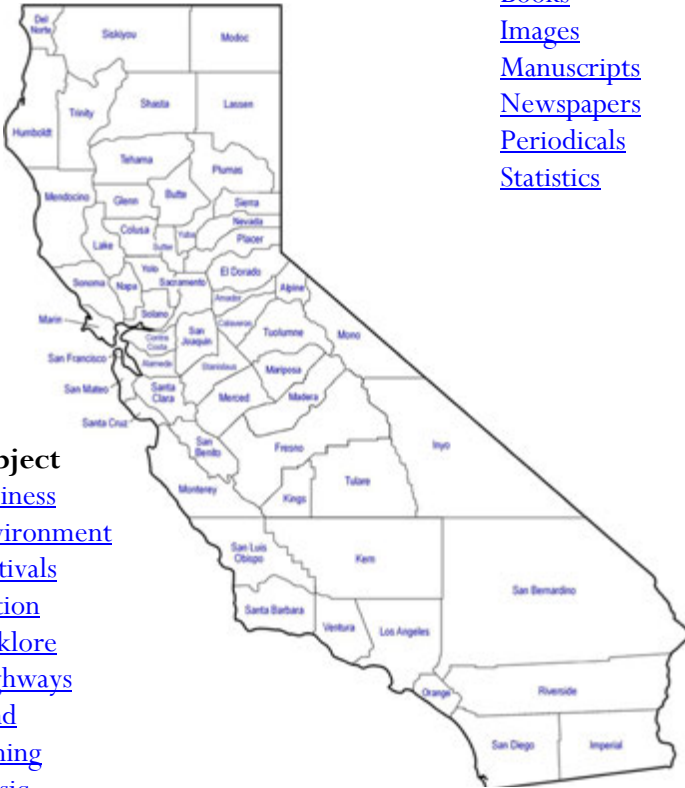 Books
Images
Manuscripts
Newspapers
Periodicals
Statistics
Del
Norte
Siskiyou
Modoc
Humboldt
Trinity
Shasta
Lassen
Tehama
Plumas
Mendocino
Glenn
Butte
Sierra
Nevada
Placer
Colusa
Sutter
Yuba
Lake
Yolo
El Dorado
Sonoma
Napa
Sacramento
Amador
Alpine
Solano
Calaveras
Marin
Contra
Costa
San
Joaquin
Tuolumne
Mono
San Francisco
Alameda
Stanislaus
Mariposa
San Mateo
Santa
Clara
Merced
Madera
Santa Cruz
San
Benito
Fresno
Inyo
Monterey
Kings
Tulare
San Luis
Obispo
Kern
San Bernardino
Santa Barbara
Ventura
Los Angeles
Orange
Riverside
San Diego
Imperial
bject
iness
vironment
tivals
tion
klore
ghways
d
ning
sic